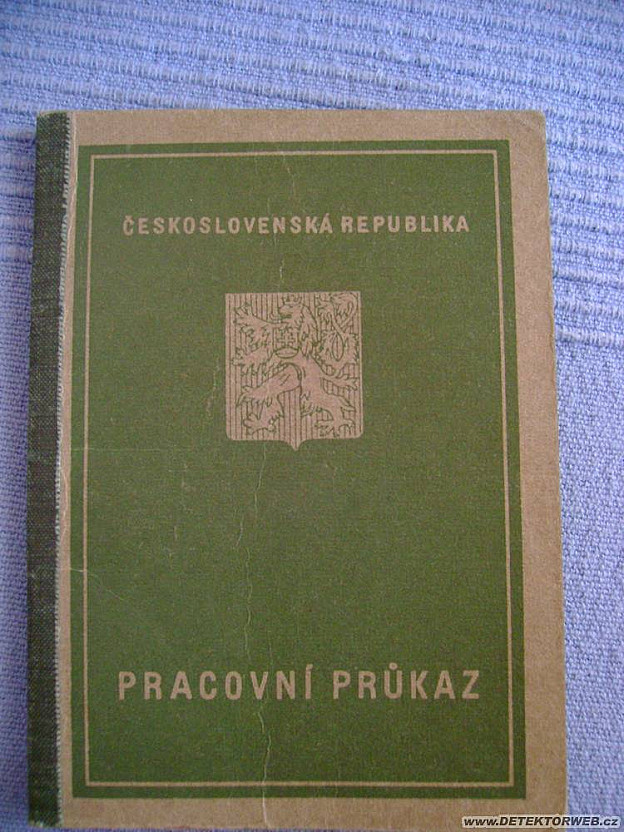 ČESKOSLOVENSKÁ REPUBLIKA
PRACOVNÍ PRŮKAZ
www.DETEKTORWEB.cz